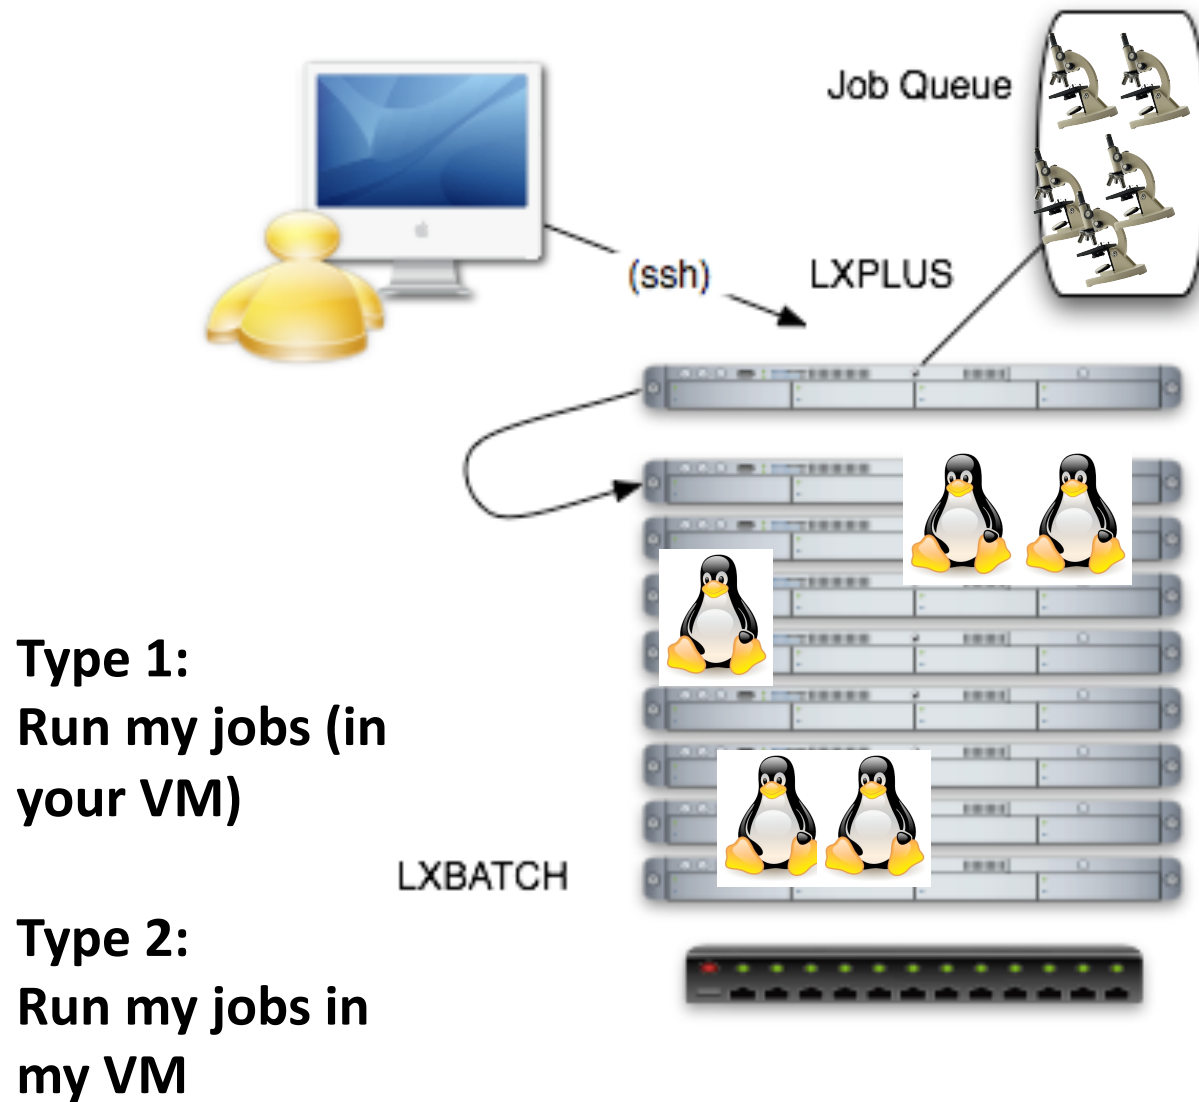 Job Queue
(ssh)
LXPLUS
Type 1:
Run my jobs (in
your VM)
LXBATCH
Type 2:
Run my jobs in
my VM